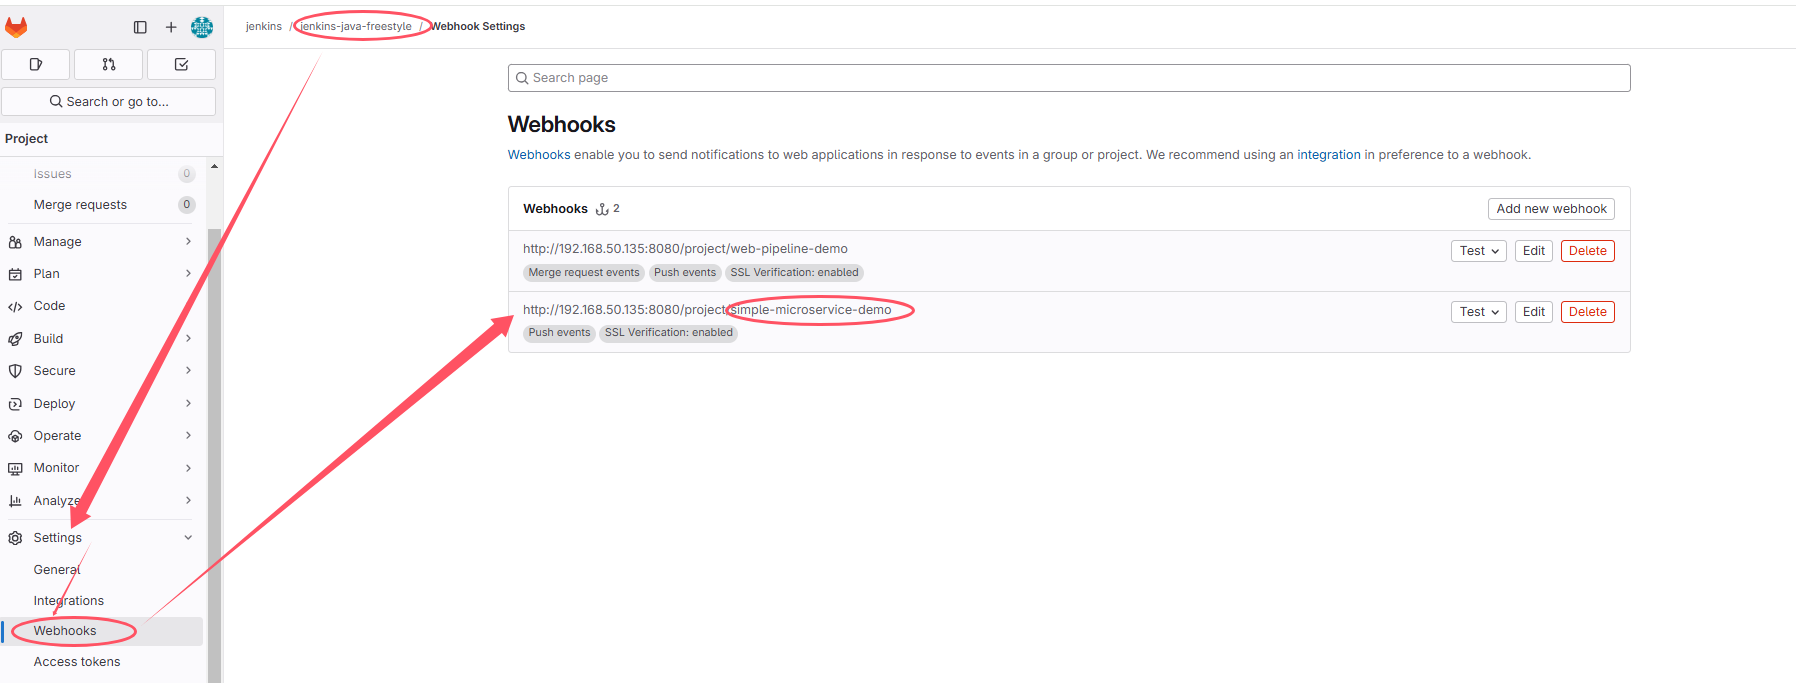 jenkins / jenkins-java-freestyle / Webhook Settings
Search page
Search or go to...
Project
Issues 0
Merge requests 0
Manage
Plan
Code
Build
Secure
Deploy
Operate
Monitor
Analyze
Settings
General
Integrations
Webhooks
Access tokens
Webhooks
Webhooks enable you to send notifications to web applications in response to events in a group or project. We recommend using an integration in preference to a webhook.
Webhooks 2 Add new webhook
http://192.168.50.135:8080/project/web-pipeline-demo Test Edit Delete
Merge request events Push events SSL Verification: enabled
http://192.168.50.135:8080/project/simple-microservice-demo Test Edit Delete
Push events SSL Verification: enabled